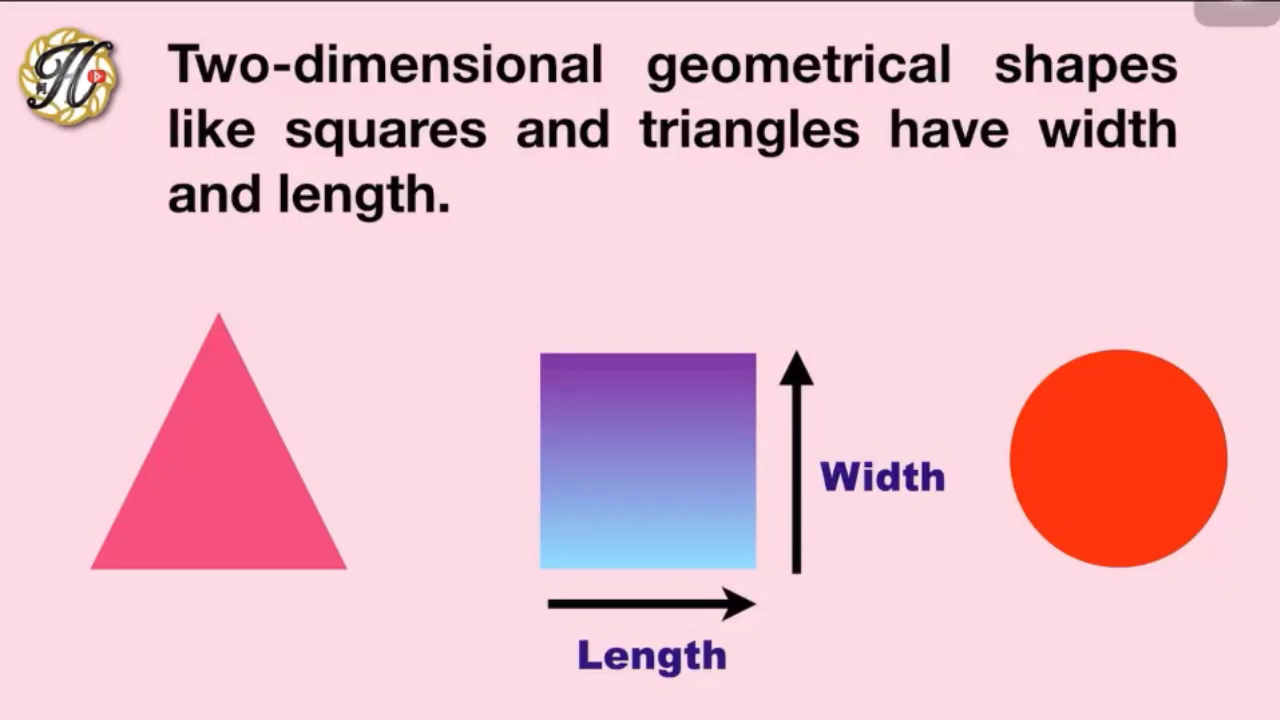 Two-dimensional geometrical shapes
like squares and triangles have width
and length.
Width
Length